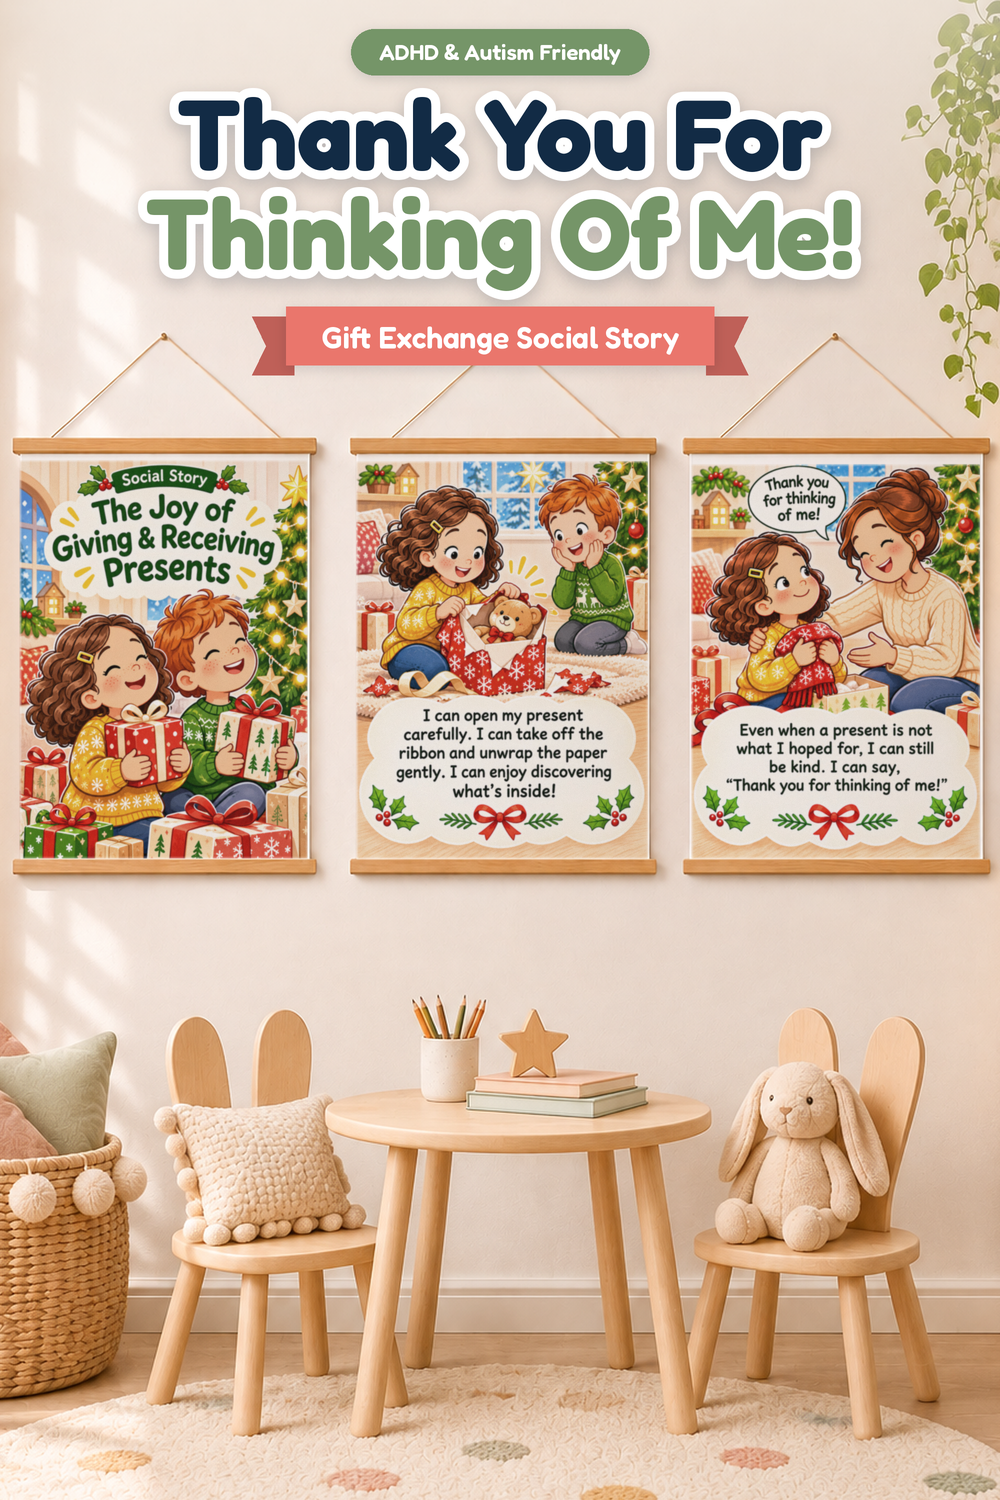 ADHD & Autism Friendly
Thank You For
Thinking Of Me!
Gift Exchange Social Story
Social Story
The Joy of
Giving & Receiving
Presents
I can open my present
carefully. I can take off the
ribbon and unwrap the paper
gently. I can enjoy discovering
what's inside!
Thank you
for thinking
of me!
Even when a present is not
what I hoped for, I can still
be kind. I can say,
“Thank you for thinking of me!”